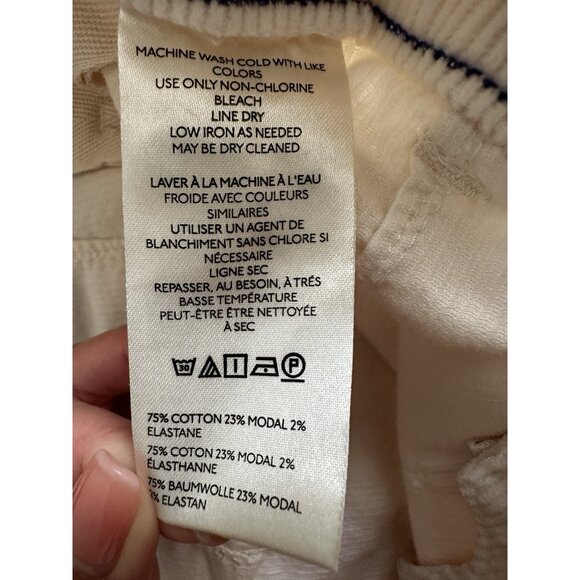 MACHINE WASH COLD WITH LIKE
COLORS
USE ONLY NON-CHLORINE
BLEACH
LINE DRY
LOW IRON AS NEEDED
MAY BE DRY CLEANED
LAVER À LA MACHINE À L'EAU
FROIDE AVEC COULEURS
SIMILAIRES
UTILISER UN AGENT DE
BLANCHIMENT SANS CHLORE SI
NÉCESSAIRE
LIGNE SEC
REPASSER, AU BESOIN, À TRÉS
BASSE TEMPÉRATURE
PEUT-ÊTRE ÊTRE NETTOYÉE
À SEC
30 P
75% COTTON 23% MODAL 2%
ELASTANE
75% COTON 23% MODAL 2%
ÉLASTHANNE
75% BAUMWOLLE 23% MODAL
% ELASTAN